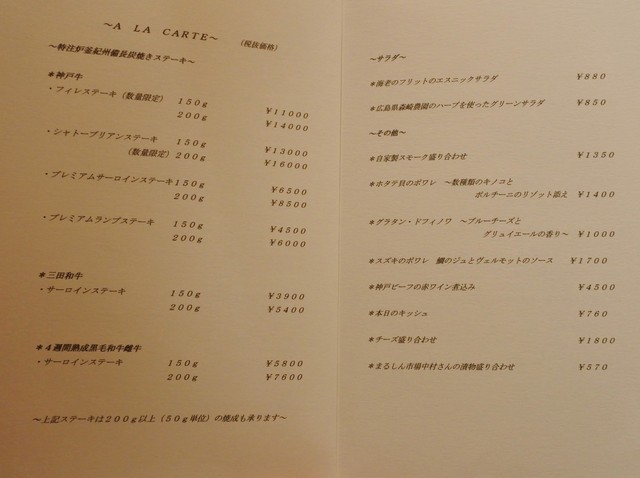 ～A LA CARTE～
(税抜価格)
～特注炉釜紀州備長炭焼きステーキ～
＊神戸牛
・フィレステーキ（数量限定） 150g ¥11000
200g ¥14000
・シャトーブリアンステーキ 150g ¥13000
(数量限定) 200g ¥16000
・プレミアムサーロインステーキ 150g ¥6500
200g ¥8500
・プレミアムランプステーキ 150g ¥4500
200g ¥6000
＊三田和牛
・サーロインステーキ 150g ¥3900
200g ¥5400
＊４週間熟成黒毛和牛雌牛
・サーロインステーキ 150g ¥5800
200g ¥7600
～上記ステーキは200g以上（50g単位）の焼成も承ります～
～サラダ～
＊海老のフリットのエスニックサラダ ¥880
＊広島県森崎農園のハーブを使ったグリーンサラダ ¥850
～その他～
＊自家製スモーク盛り合わせ ¥1350
＊ホタテ貝のポワレ ～数種類のキノコと
ポルチーニのリゾット添え ¥1400
＊グラタン・ドフィノワ ～ブルーチーズと
グリュイエールの香り～ ¥1000
＊スズキのポワレ 鯛のジュとヴェルモットのソース ¥1700
＊神戸ビーフの赤ワイン煮込み ¥4500
＊本日のキッシュ ¥760
＊チーズ盛り合わせ ¥1800
＊まるしん市場中村さんの漬物盛り合わせ ¥570